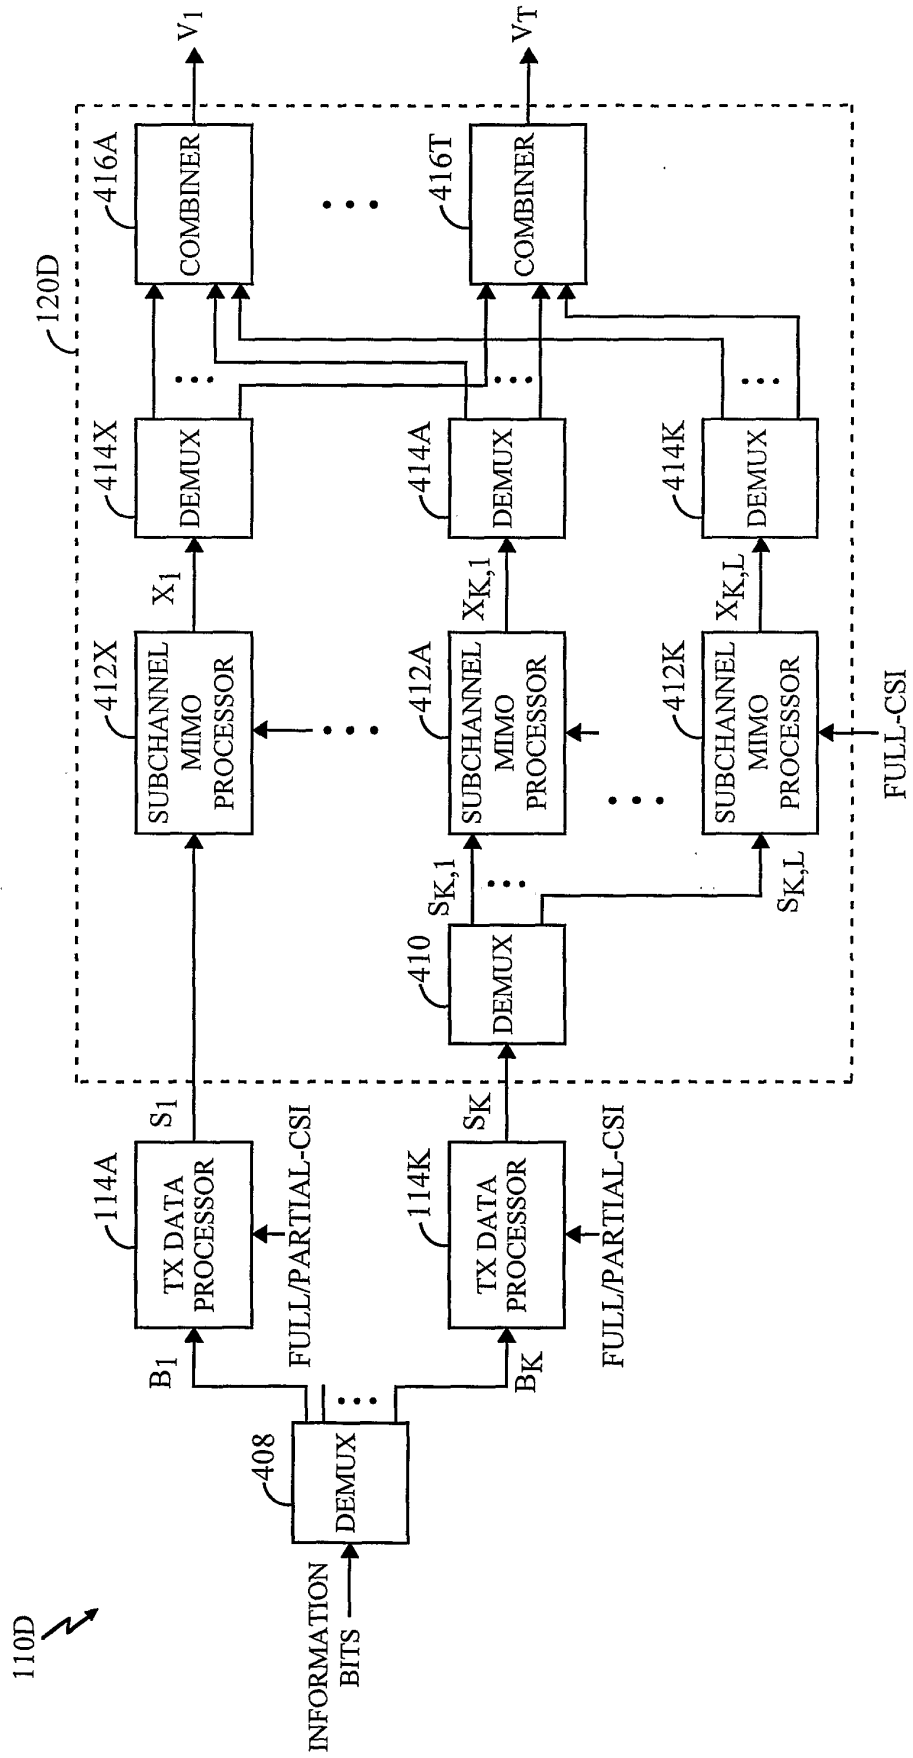 110D
INFORMATION
BITS
408
DEMUX
B1
BK
114A
TX DATA
PROCESSOR
FULL/PARTIAL-CSI
S1
114K
TX DATA
PROCESSOR
FULL/PARTIAL-CSI
SK
120D
410
DEMUX
SK,1
SK,L
412X
SUBCHANNEL
MIMO
PROCESSOR
X1
412A
SUBCHANNEL
MIMO
PROCESSOR
XK,1
412K
SUBCHANNEL
MIMO
PROCESSOR
XK,L
FULL-CSI
414X
DEMUX
414A
DEMUX
414K
DEMUX
416A
COMBINER
V1
416T
COMBINER
VT